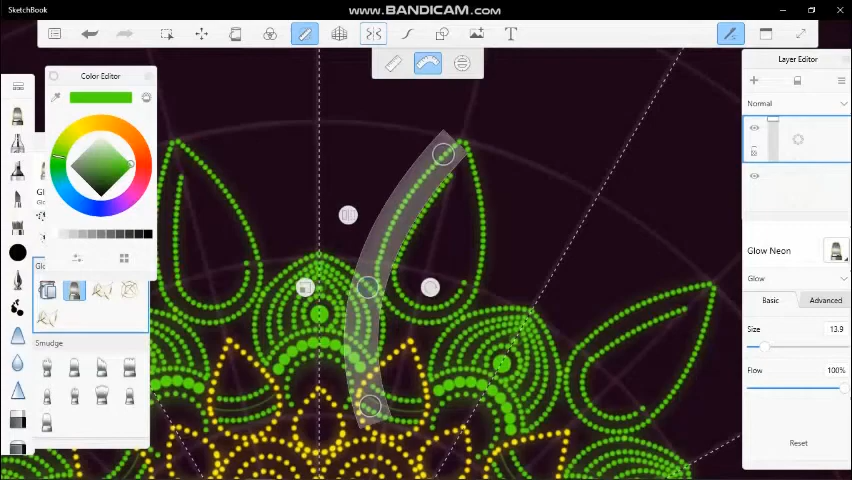 SketchBook
www.BANDICAM.com
Color Editor
Layer Editor
Normal
Glow Neon
Glow
Basic
Advanced
Size
13.9
Flow
100%
Reset
Smudge